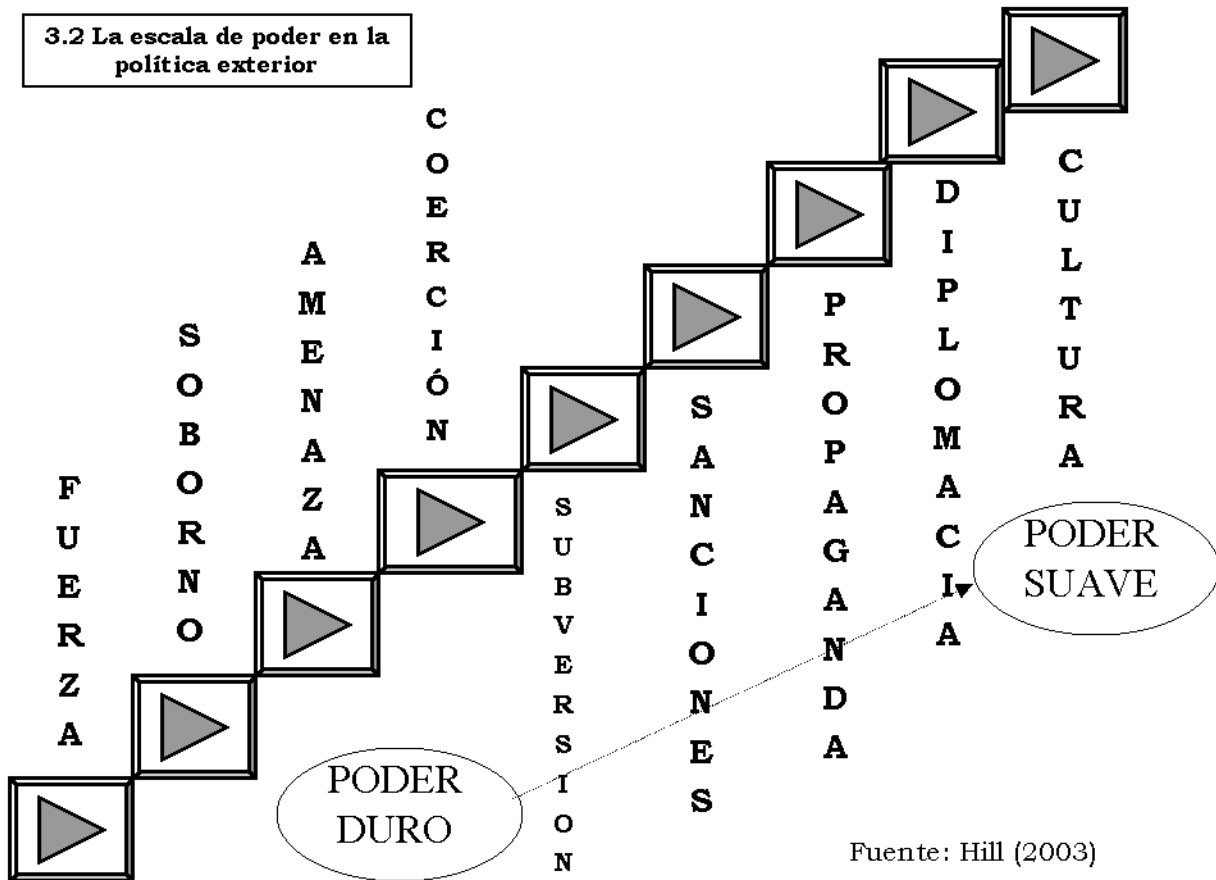 3.2 La escala de poder en la
política exterior
FUERZA
SOBORNO
AMENAZA
COERCIÓN
SUBVERSION
SANCIONES
PROPAGANDA
DIPLOMACIA
CULTURA
PODER
DURO
PODER
SUAVE
Fuente: Hill (2003)